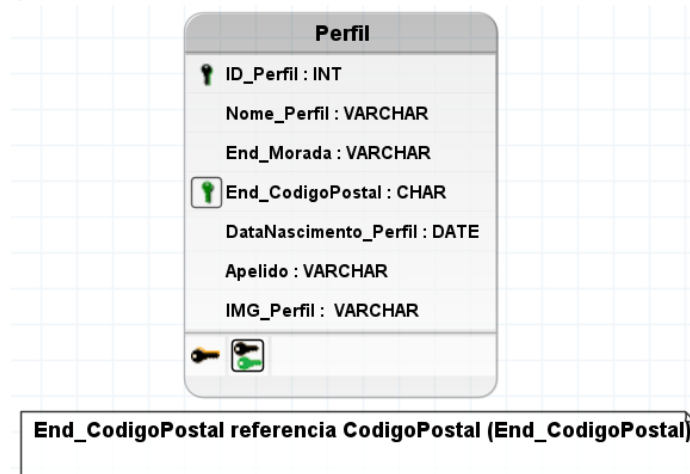 Perfil
ID_Perfil : INT
Nome_Perfil : VARCHAR
End_Morada : VARCHAR
End_CodigoPostal : CHAR
DataNascimento_Perfil : DATE
Apelido : VARCHAR
IMG_Perfil : VARCHAR
End_CodigoPostal referencia CodigoPostal (End_CodigoPostal)